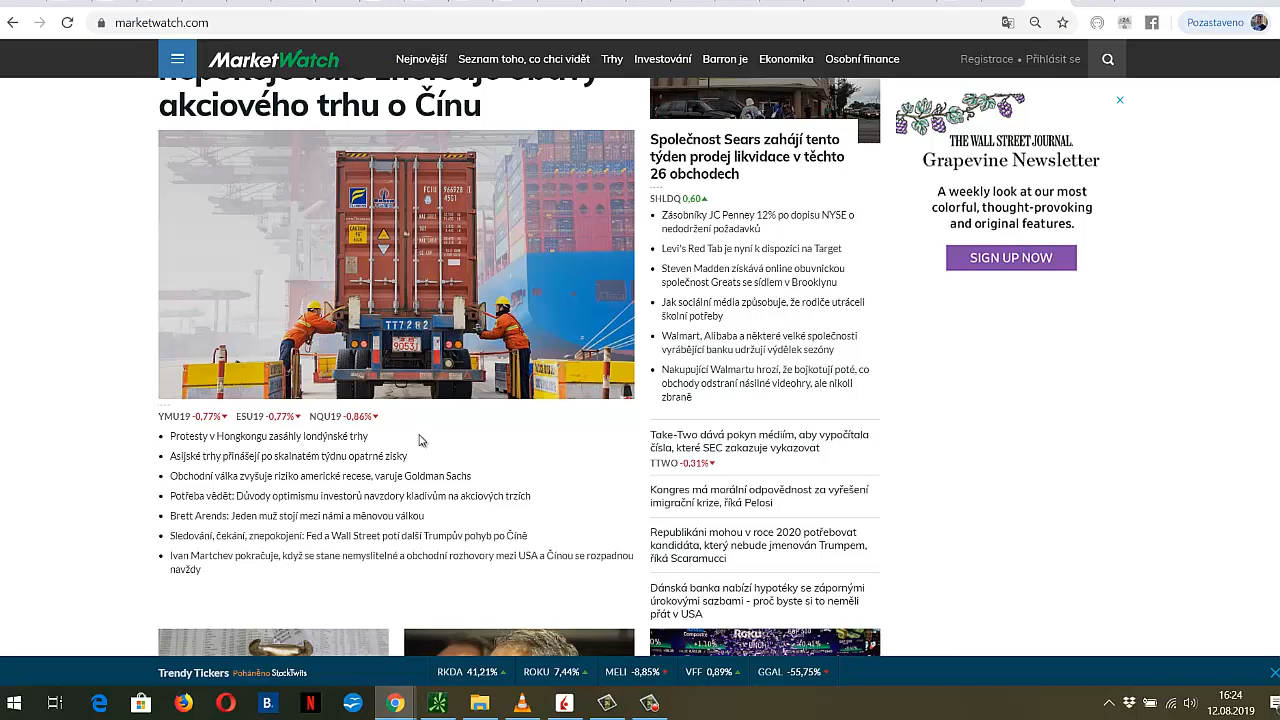 marketwatch.com
Pozastaveno
MarketWatch
Nejnovější
Seznam toho, co chci vidět
Trhy
Investování
Barron je
Ekonomika
Osobní finance
Registrace • Přihlásit se
akciového trhu o Čínu
FCIU 966928 1
45G1
TT7282
9053
YMU19 -0,77%
ESU19 -0,77%
NQU19 -0,86%
Protesty v Hongkongu zasáhly londýnské trhy
Asijské trhy přinášejí po skalnatém týdnu opatrné zisky
Obchodní válka zvyšuje riziko americké recese, varuje Goldman Sachs
Potřeba vědět: Důvody optimismu investorů navzdory kladivům na akciových trzích
Brett Arends: Jeden muž stojí mezi námi a měnovou válkou
Sledování, čekání, znepokojení: Fed a Wall Street potí další Trumpův pohyb po Číně
Ivan Martchev pokračuje, když se stane nemyslitelné a obchodní rozhovory mezi USA a Čínou se rozpadnou
navždy
Společnost Sears zahájí tento
týden prodej likvidace v těchto
26 obchodech
SHLDQ 0,60
Zásobníky JC Penney 12% po dopisu NYSE o
nedodržení požadavků
Levi's Red Tab je nyní k dispozici na Target
Steven Madden získává online obuvnickou
společnost Greats se sídlem v Brooklynu
Jak sociální média způsobuje, že rodiče utráceli
školní potřeby
Walmart, Alibaba a některé velké společnosti
vyrábějící banku udržují výdělek sezóny
Nakupující Walmartu hrozí, že bojkotují poté, co
obchody odstraní násilné videohry, ale nikoli
zbraně
Take-Two dává pokyn médiím, aby vypočítala
čísla, které SEC zakazuje vykazovat
TTWO -0,31%
Kongres má morální odpovědnost za vyřešení
imigrační krize, říká Pelosi
Republikáni mohou v roce 2020 potřebovat
kandidáta, který nebude jmenován Trumpem,
říká Scaramucci
Dánská banka nabízí hypotéky se zápornými
úrokovými sazbami - proč byste si to neměli
přát v USA
Roku
THE WALL STREET JOURNAL.
Grapevine Newsletter
A weekly look at our most
colorful, thought-provoking
and original features.
SIGN UP NOW
Trendy Tickers Poháněno StockTwits
RKDA 41,21%
ROKU 7,44%
MELI -8,85%
VFF 0,89%
GGAL -55,75%
16:24
12.08.2019